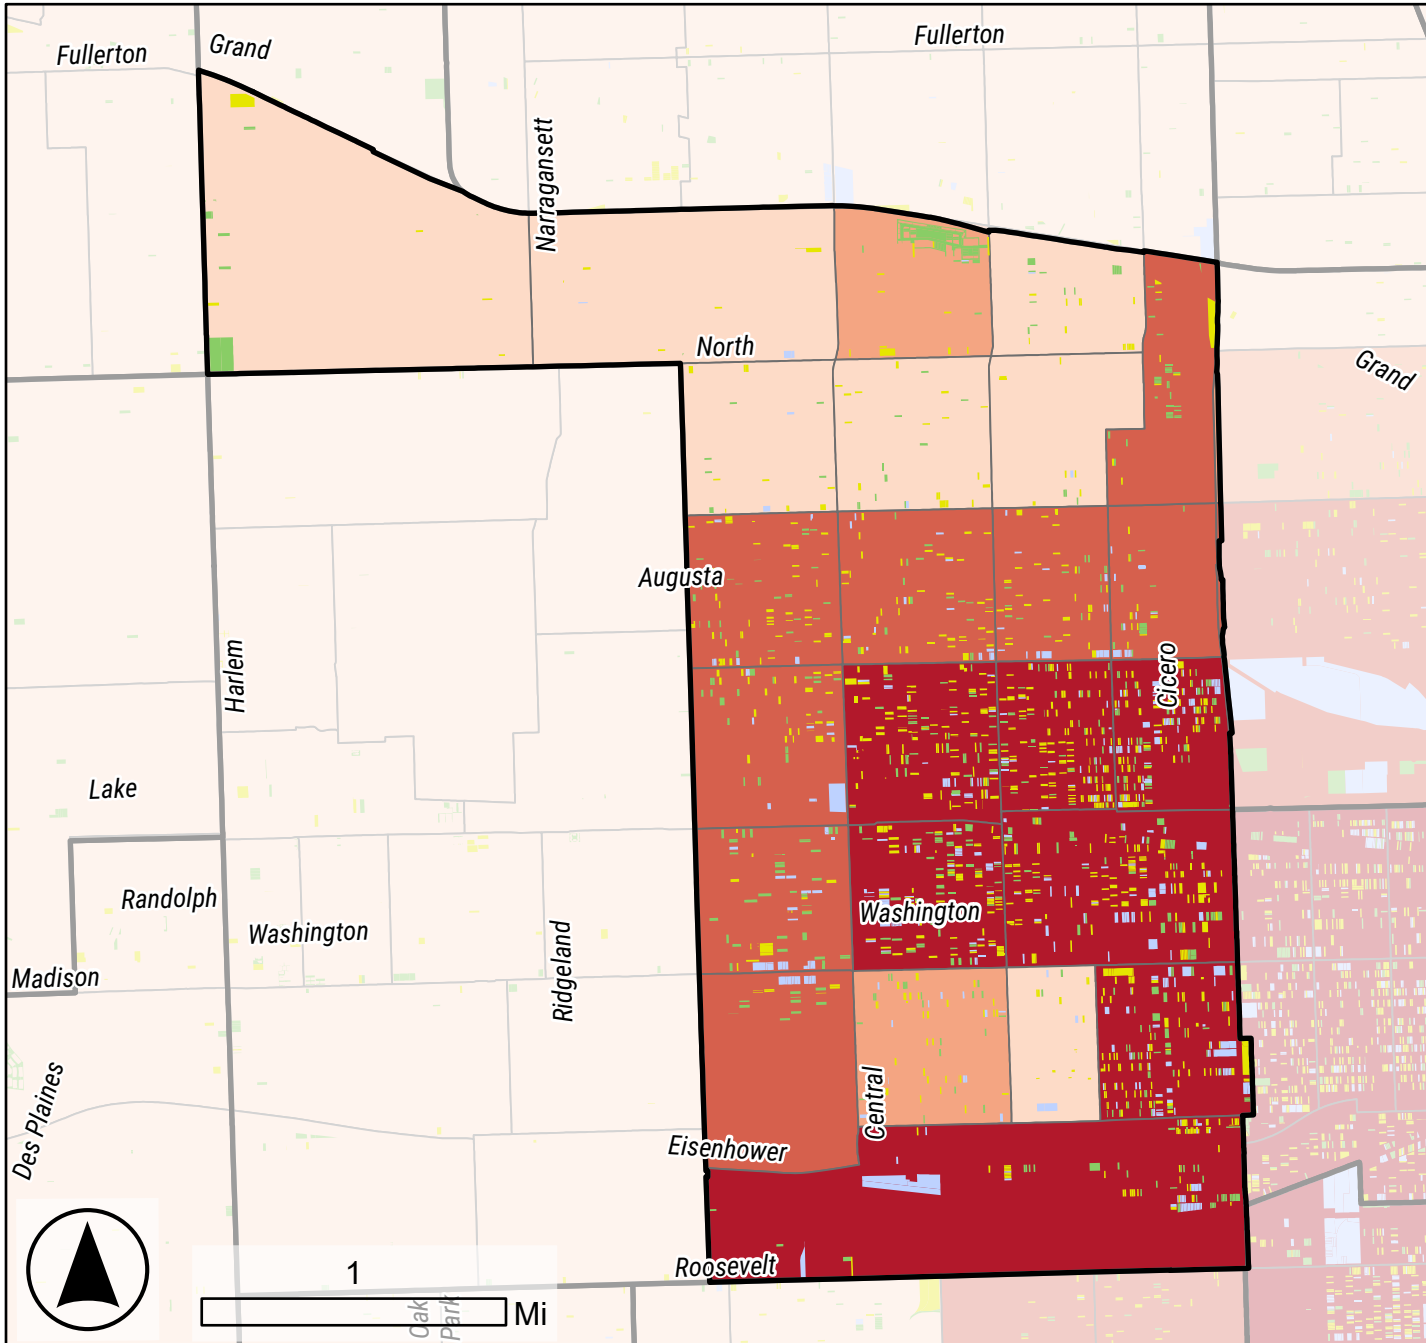 Fullerton
Grand
Fullerton
Narragansett
North
Grand
Augusta
Harlem
Cicero
Lake
Randolph
Washington
Washington
Ridgeland
Madison
Des Plaines
Central
Eisenhower
Roosevelt
1
Mi
Oak
Park